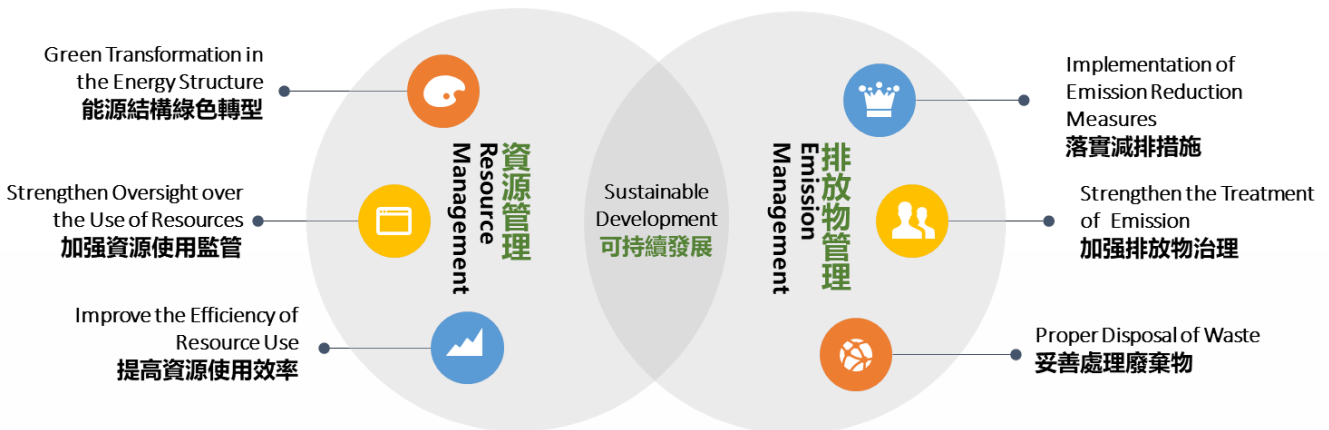 Green Transformation in
the Energy Structure
能源結構綠色轉型
Strengthen Oversight over
the Use of Resources
加强資源使用監管
Improve the Efficiency of
Resource Use
提高資源使用效率
資源管理
Resource
Management
Sustainable
Development
可持續發展
排放物管理
Emission
Management
Implementation of
Emission Reduction
Measures
落實減排措施
Strengthen the Treatment
of Emission
加强排放物治理
Proper Disposal of Waste
妥善處理廢棄物